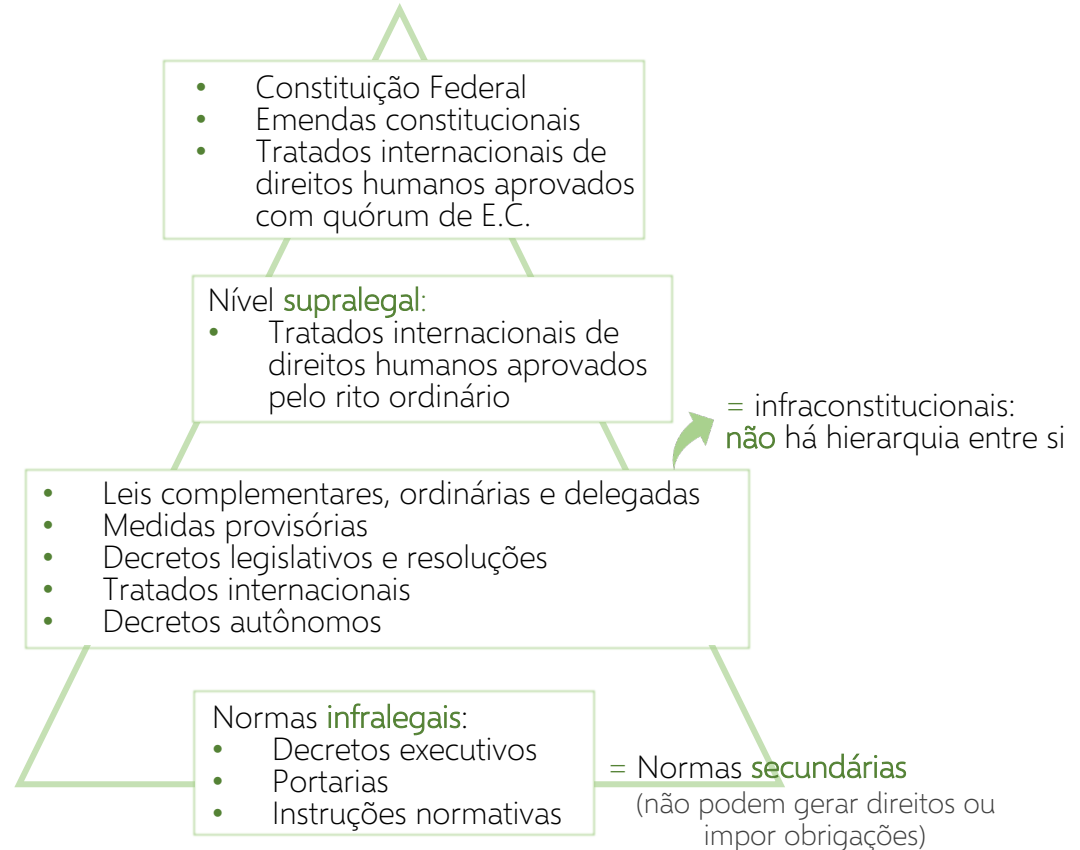 • Constituição Federal
• Emendas constitucionais
• Tratados internacionais de
direitos humanos aprovados
com quórum de E.C.
Nível supralegal:
• Tratados internacionais de
direitos humanos aprovados
pelo rito ordinário
= infraconstitucionais:
não há hierarquia entre si
• Leis complementares, ordinárias e delegadas
• Medidas provisórias
• Decretos legislativos e resoluções
• Tratados internacionais
• Decretos autônomos
Normas infralegais:
• Decretos executivos
• Portarias
• Instruções normativas
= Normas secundárias
(não podem gerar direitos ou
impor obrigações)